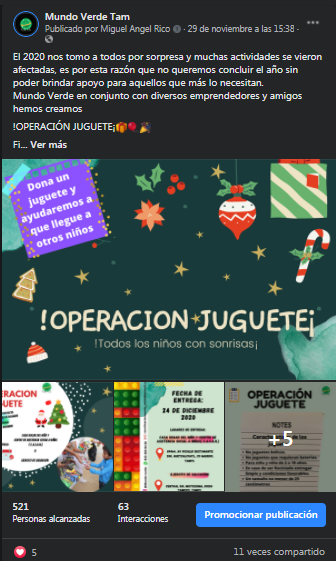 Mundo Verde Tam
Publicado por Miguel Angel Rico · 29 de noviembre a las 15:38 ·
El 2020 nos tomo a todos por sorpresa y muchas actividades se vieron
afectadas, es por esta razón que no queremos concluir el año sin
poder brindar apoyo para aquellos que más lo necesitan.
Mundo Verde en conjunto con diversos emprendedores y amigos
hemos creamos
!OPERACIÓN JUGUETE¡🎁🎈🎉
Fi... Ver más
Dona un
juguete y
ayudaremos a
que llegue a
otros niños
!OPERACION JUGUETE¡
!Todos los niños con sonrisas¡
FECHA DE
ENTREGA:
24 DE DICIEMBRE
2020
OPERACIÓN
JUGUETE
NOTES
+5
521
Personas alcanzadas
63
Interacciones
Promocionar publicación
5
11 veces compartido